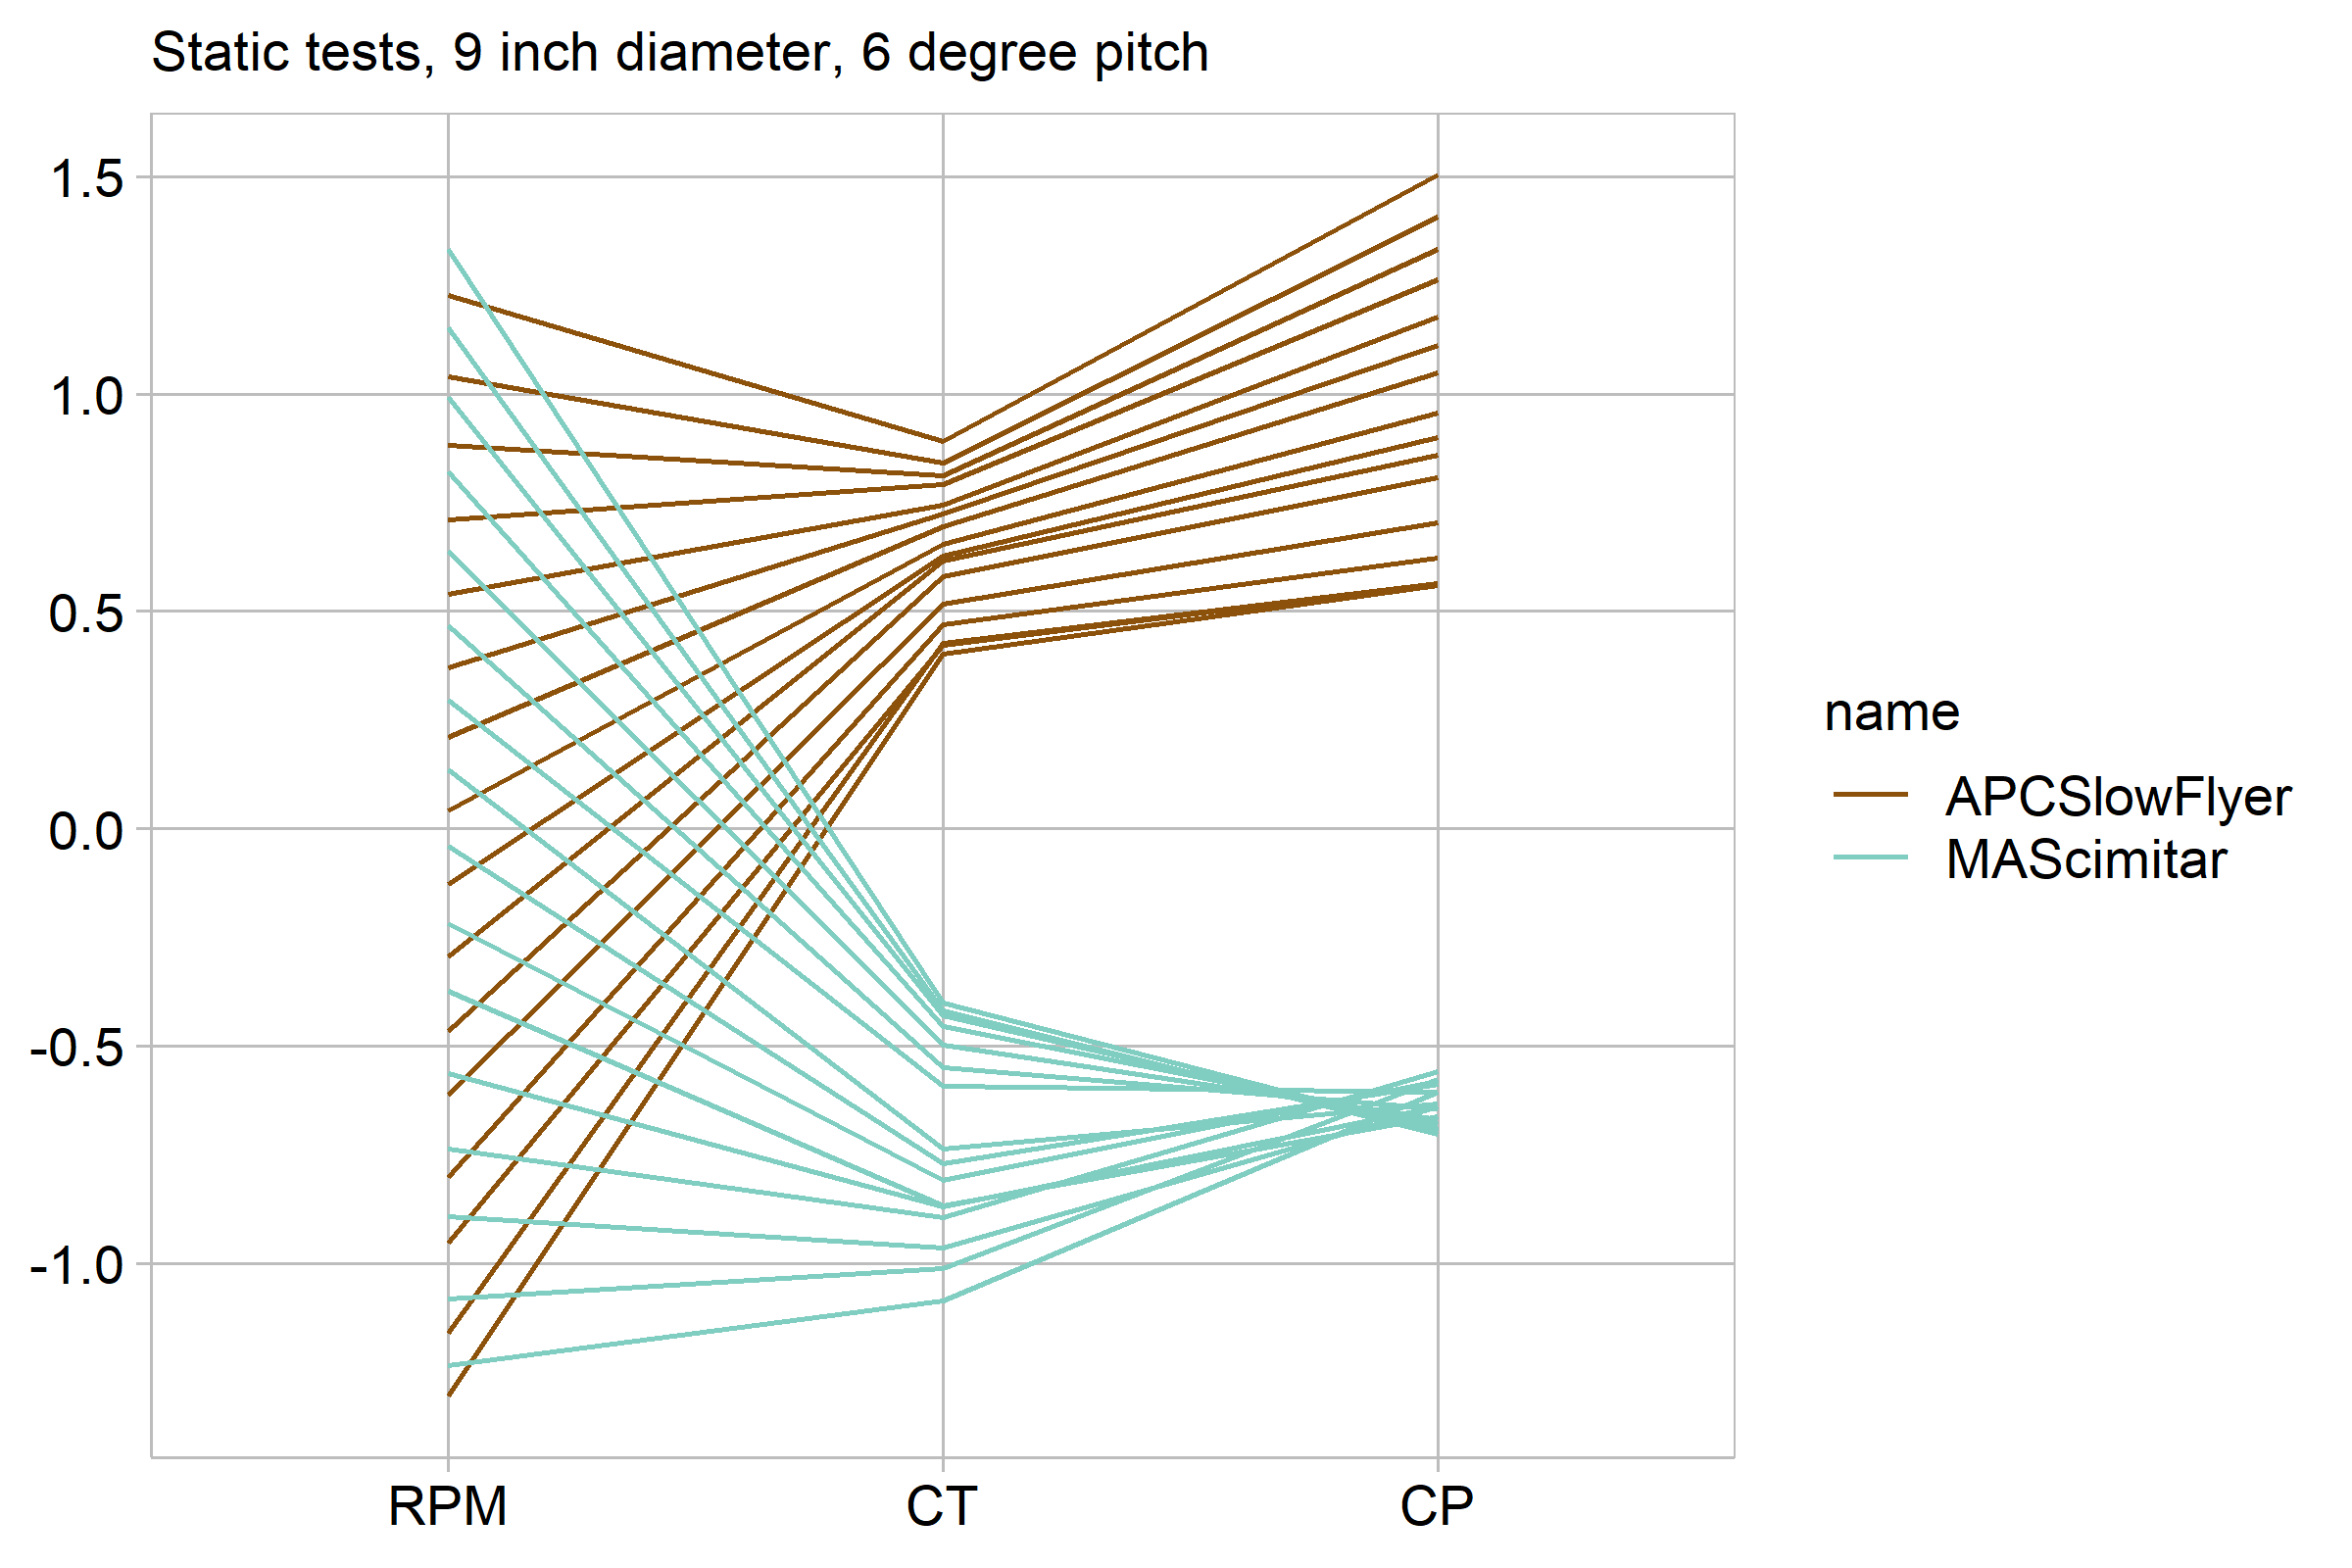 Static tests, 9 inch diameter, 6 degree pitch
1.5
1.0
0.5
0.0
-0.5
-1.0
RPM
CT
CP
name
APCSlowFlyer
MAScimitar